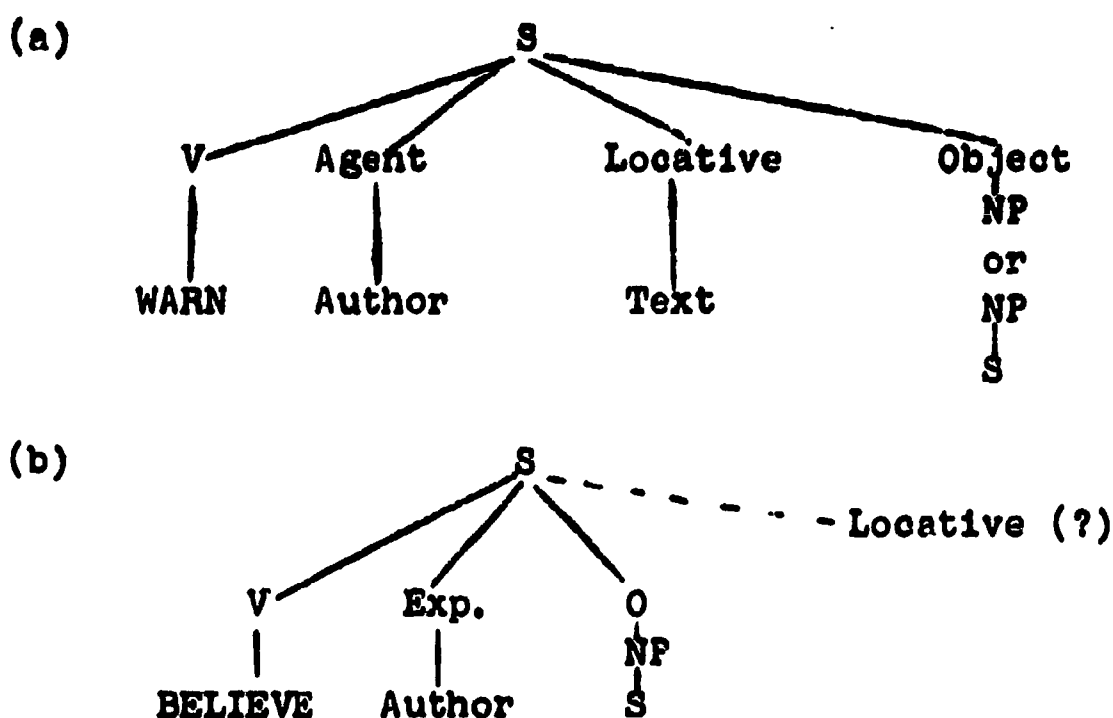 (a)
S
V Agent Locative Object
NP
or
WARN Author Text NP
S
(b)
S
Locative (?)
V Exp. O
NP
BELIEVE Author S